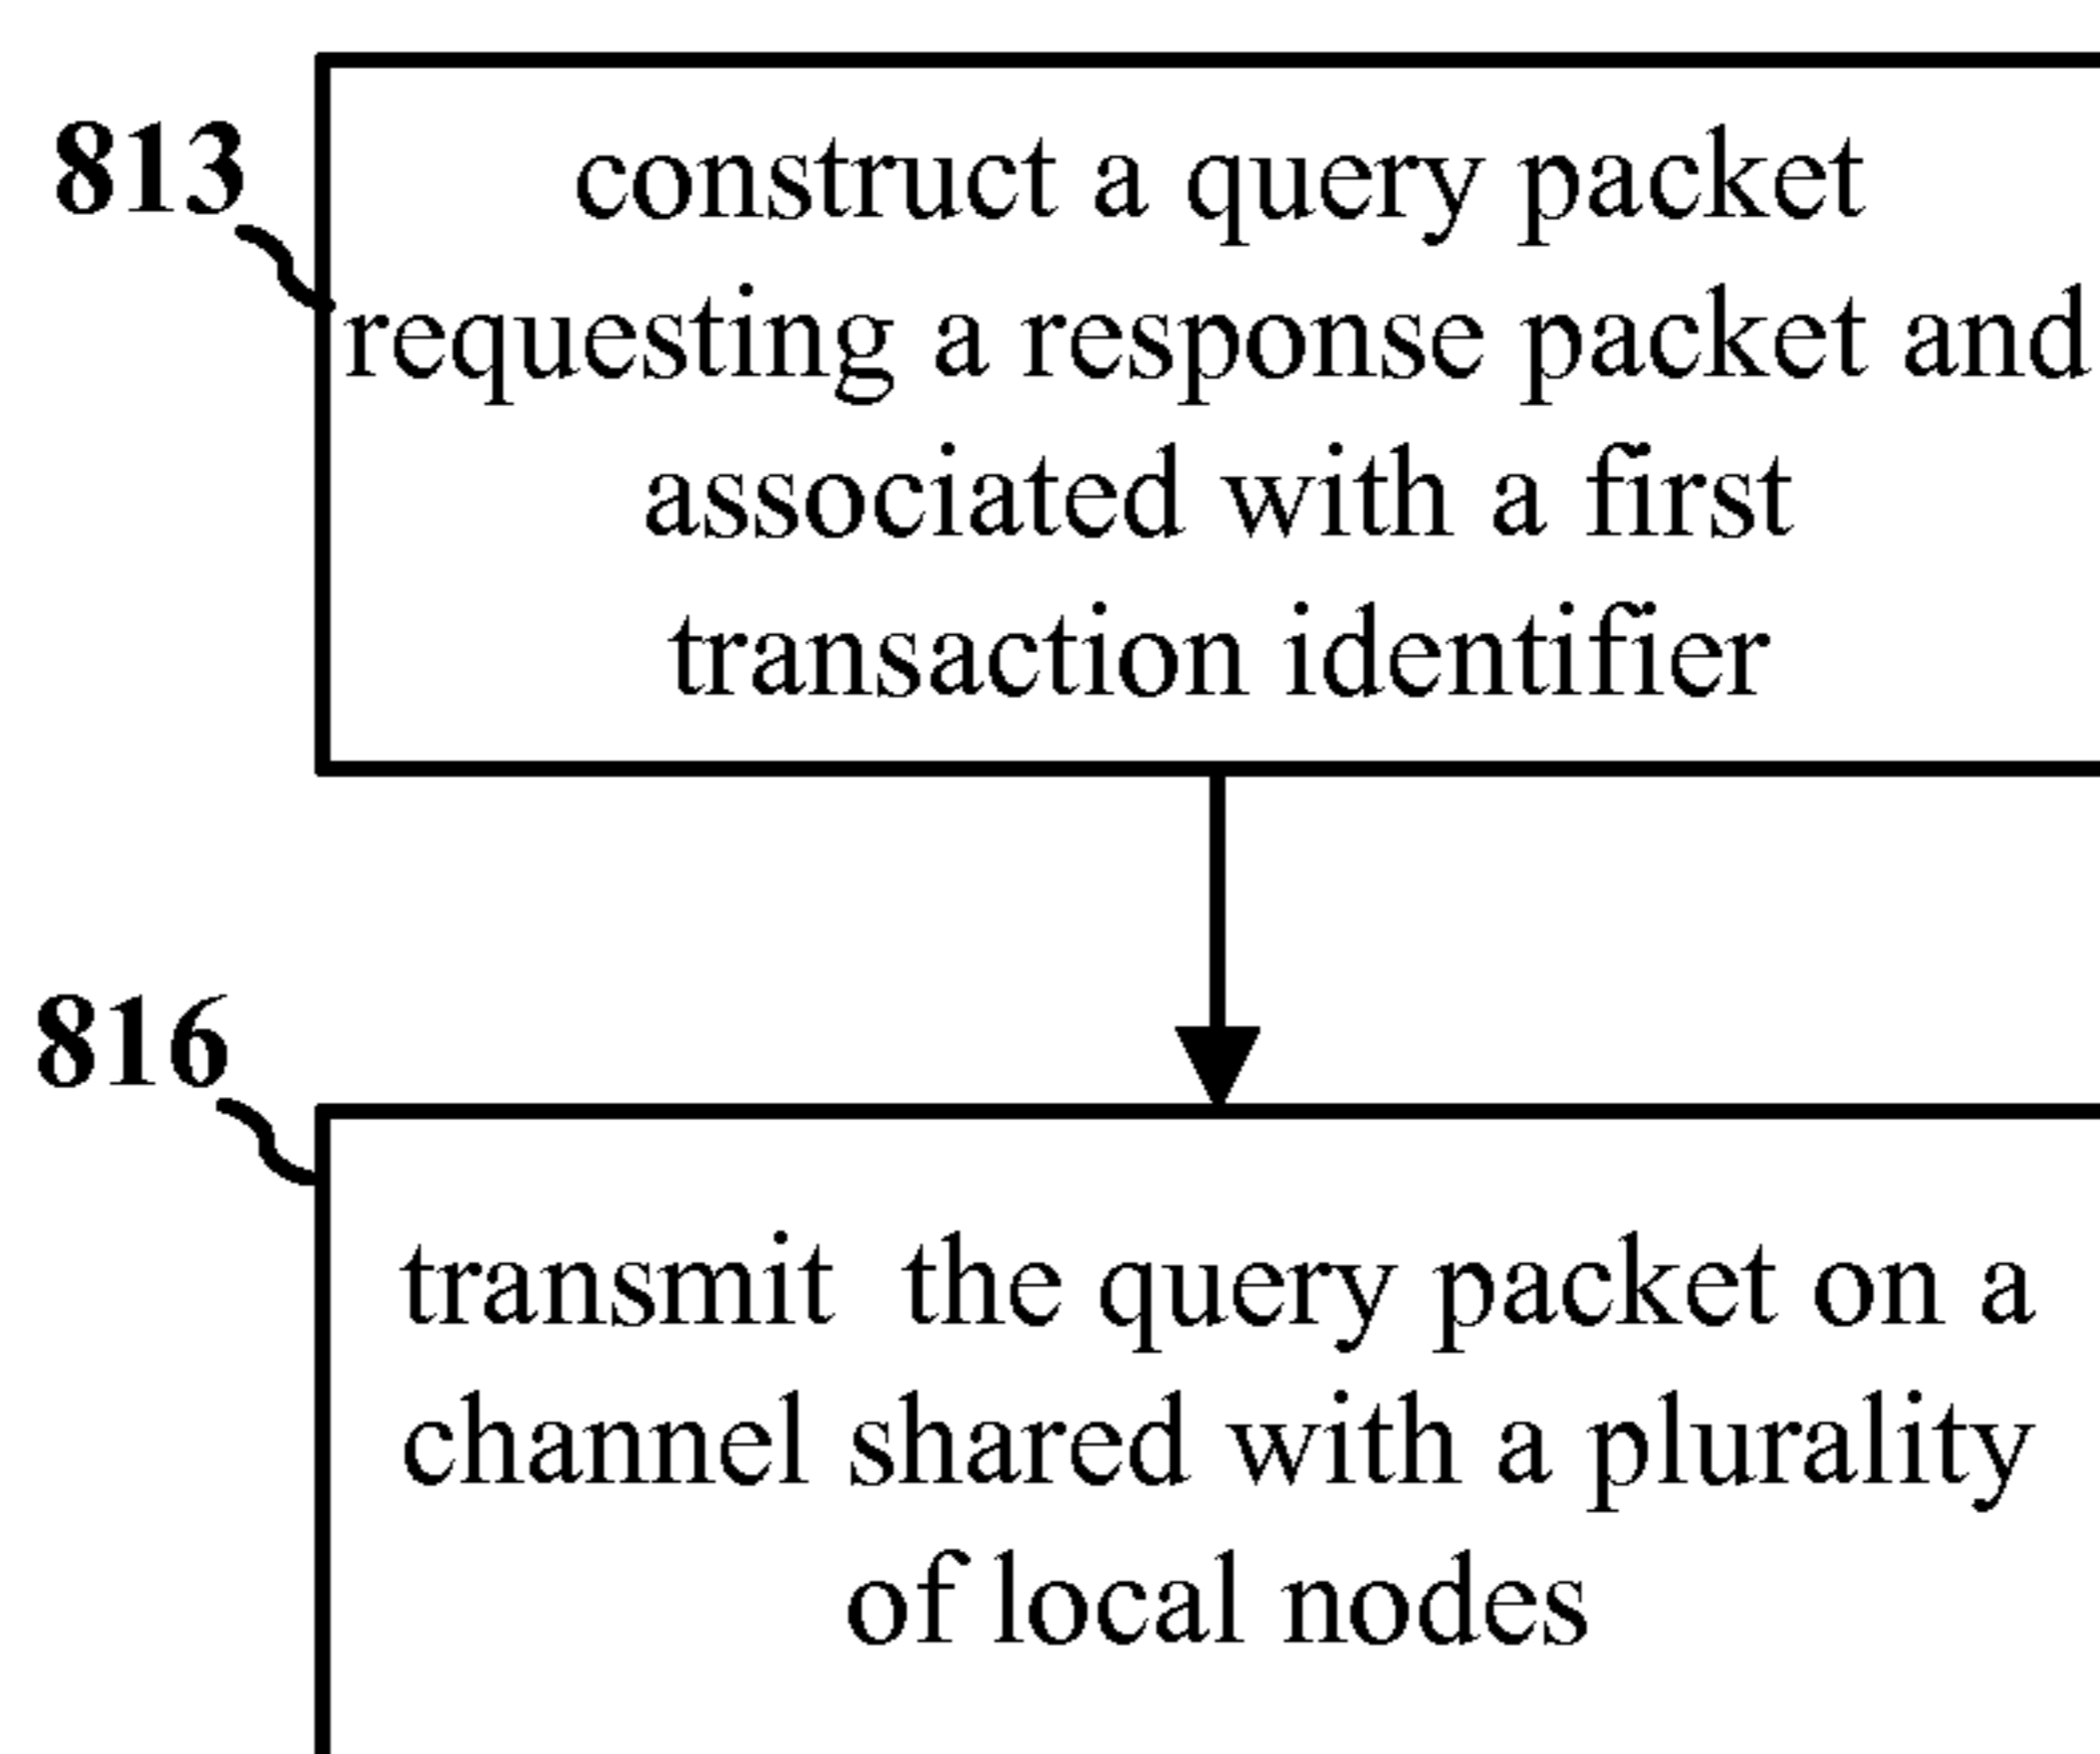 813
construct a query packet
requesting a response packet and
associated with a first
transaction identifier
816
transmit the query packet on a
channel shared with a plurality
of local nodes